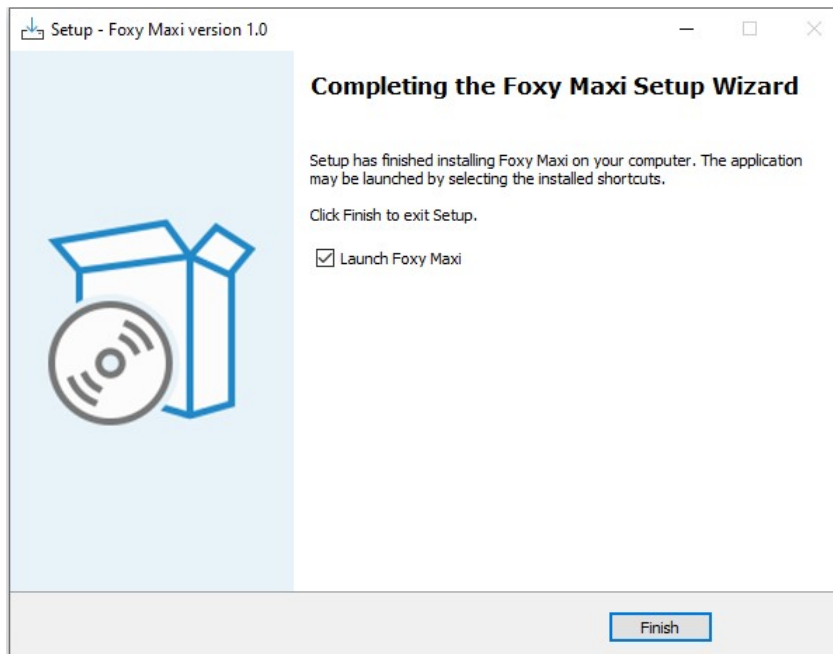 Setup - Foxy Maxi version 1.0
Completing the Foxy Maxi Setup Wizard
Setup has finished installing Foxy Maxi on your computer. The application
may be launched by selecting the installed shortcuts.
Click Finish to exit Setup.
Launch Foxy Maxi
Finish